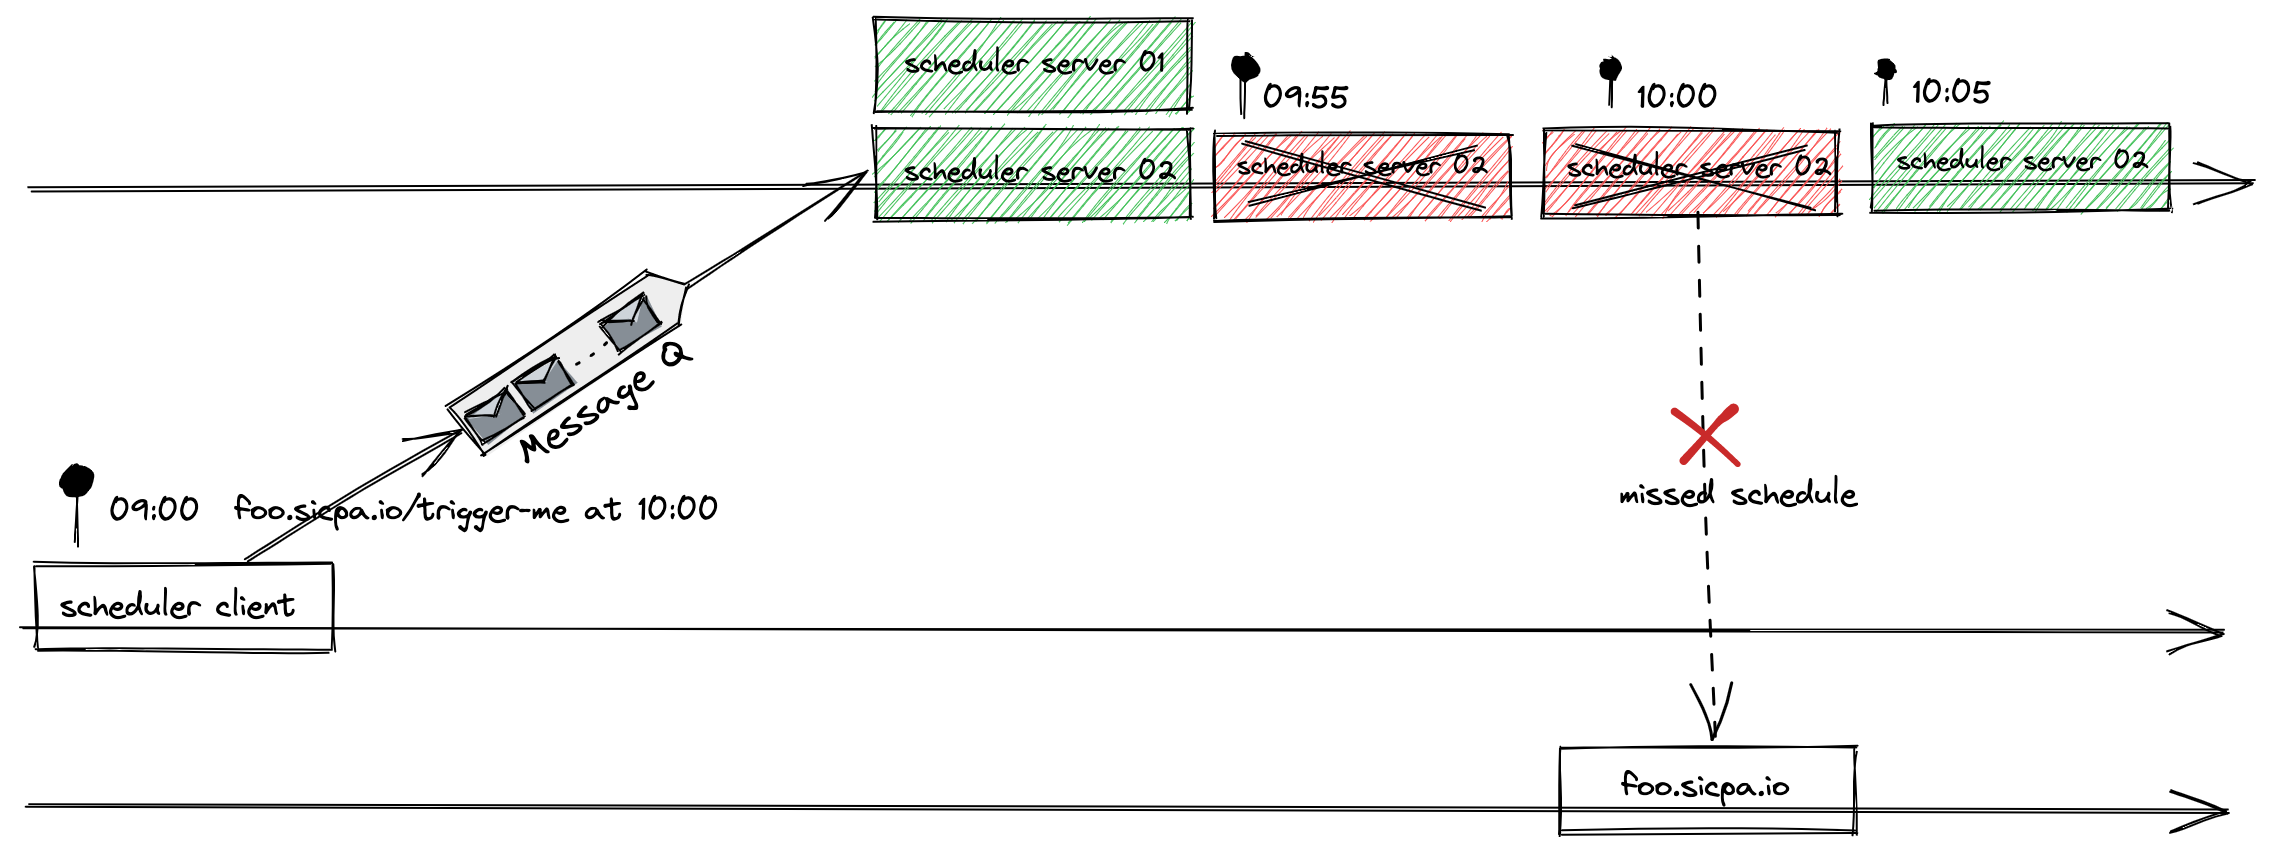 scheduler server 01
scheduler server 02
09:55
scheduler server 02
10:00
scheduler server 02
10:05
scheduler server 02
Message Q
09:00 foo.sicpa.io/trigger-me at 10:00
scheduler client
missed schedule
foo.sicpa.io